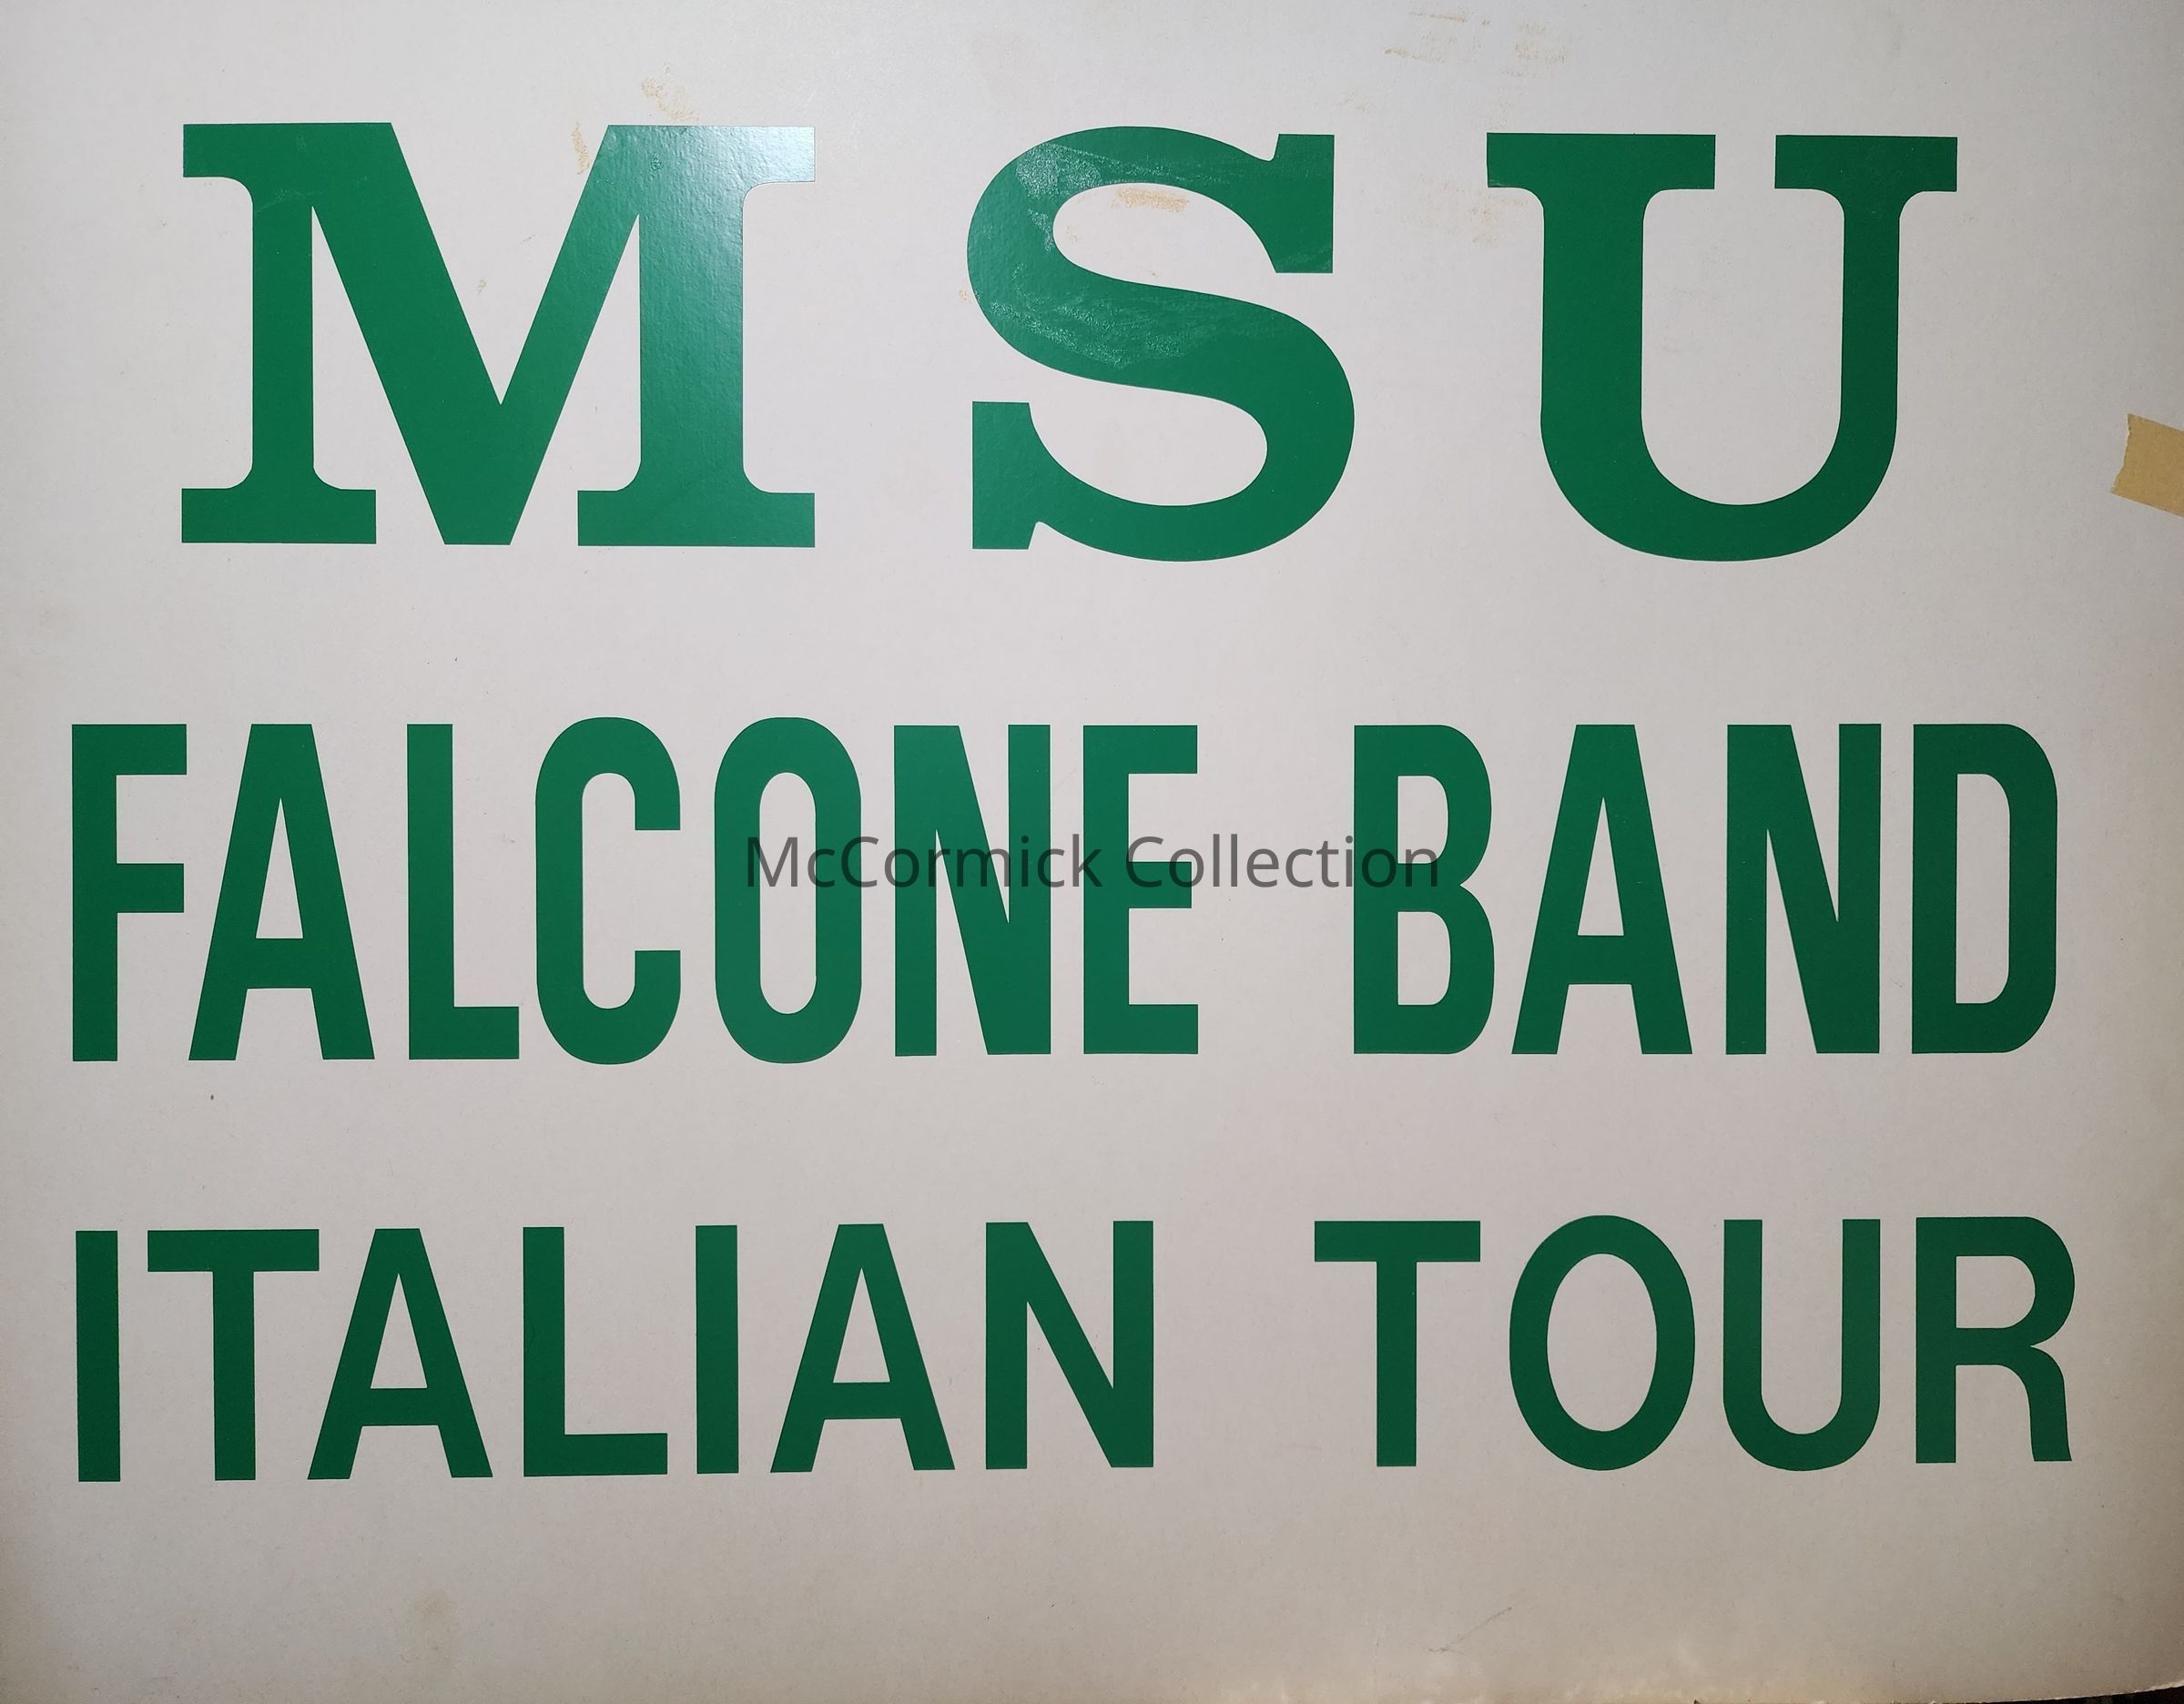 MSU
FALCONE BAND
McCormick Collection
ITALIAN TOUR